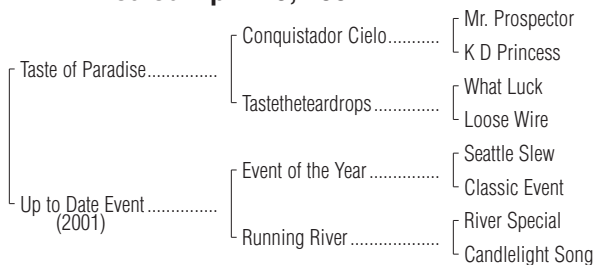 Conquistador Cielo..........
Mr. Prospector
K D Princess
Taste of Paradise..............
Tastetheteardrops.............
What Luck
Loose Wire
Event of the Year..............
Seattle Slew
Classic Event
Up to Date Event..............
(2001)
Running River..................
River Special
Candlelight Song